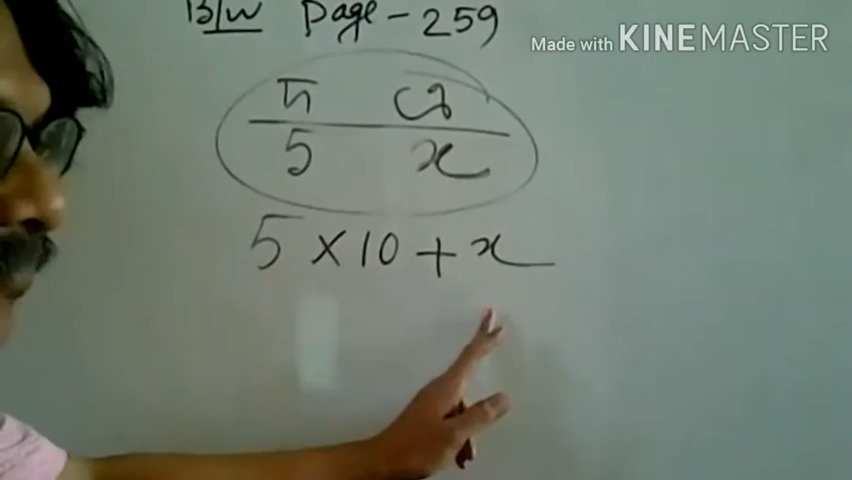 B/W Page - 259
দ এ
5 x
5 × 10 + x
Made with KINEMASTER